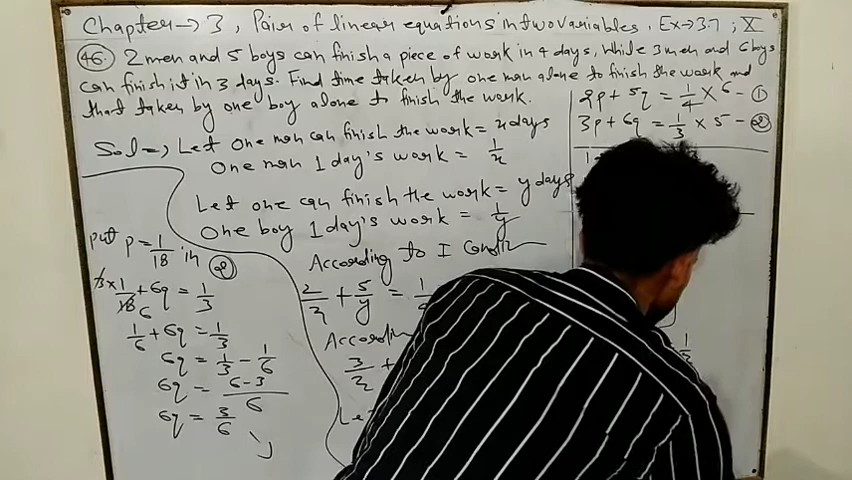 Chapter → 3, Pair of linear equations in two variables, Ex → 3.7 ; X
46. 2 men and 5 boys can finish a piece of work in 4 days, while 3 men and 6 boys
can finish it in 3 days. Find time taken by one man alone to finish the work and
that taken by one boy alone to finish the work.
Sol ⇒, Let one man can finish the work = x days
One man 1 day's work = 1/x
Let one can finish the work = y days
One boy 1 day's work = 1/y
According to I Condn
2/x + 5/y = 1/4
3/x +
2p + 5q = 1/4 × 6 - ①
3p + 6q = 1/3 × 5 - ②
put p = 1/18 in ②
3 × 1/18 + 6q = 1/3
1/6 + 6q = 1/3
6q = 1/3 - 1/6
6q = 6-3/6
6q = 3/6